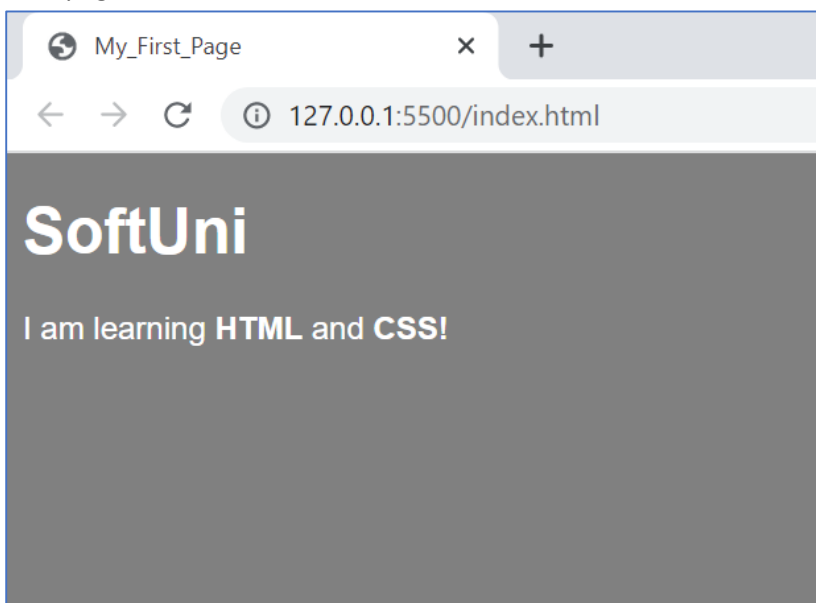 My_First_Page
127.0.0.1:5500/index.html
SoftUni
I am learning HTML and CSS!